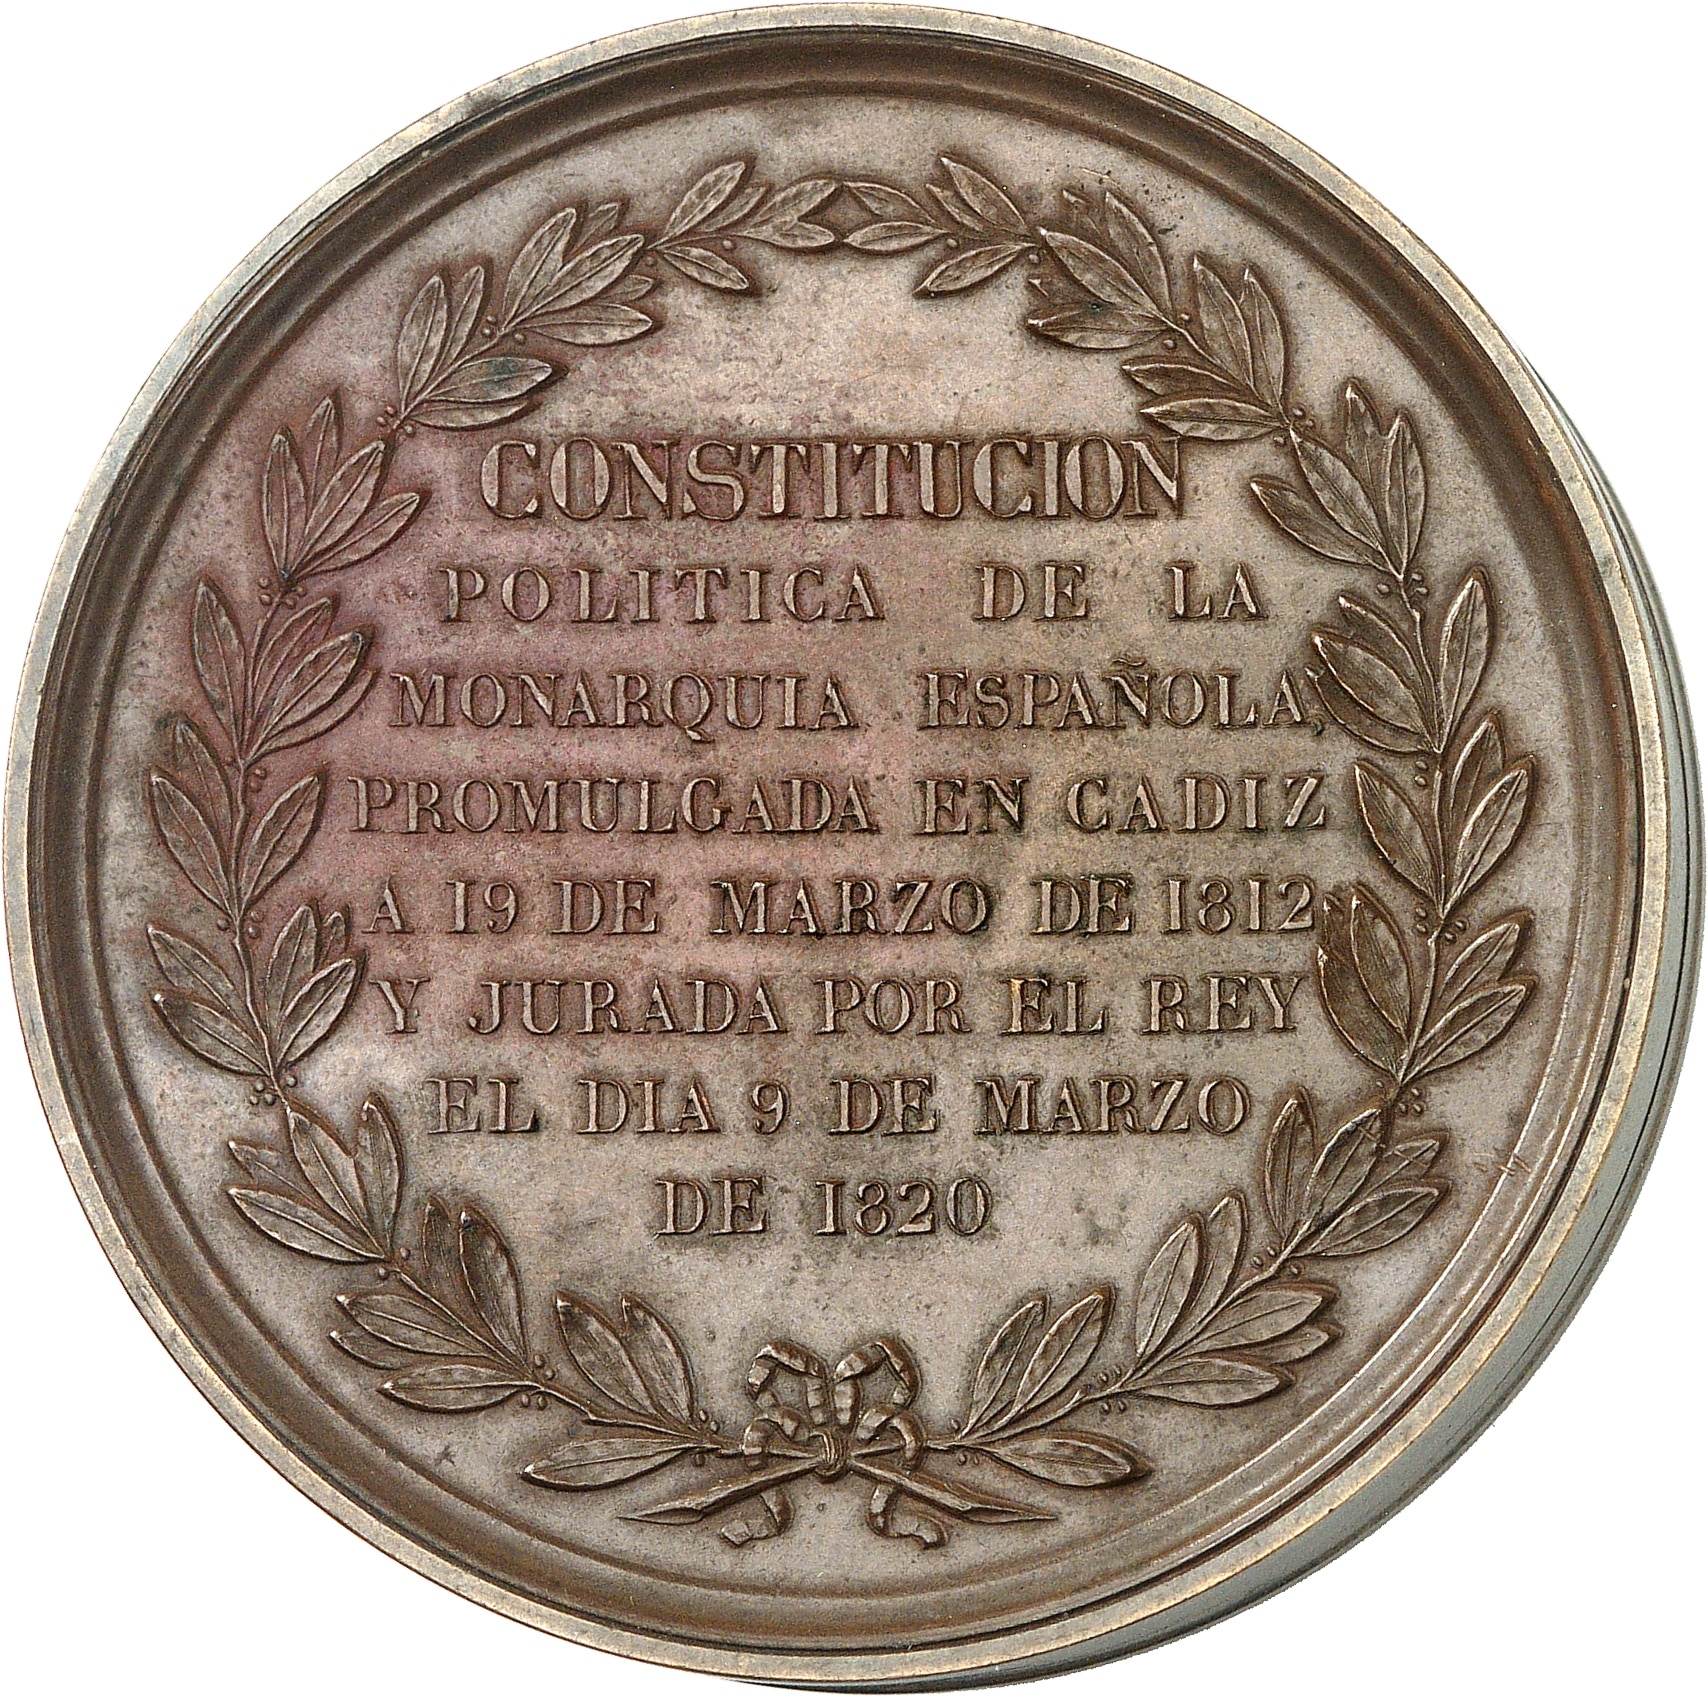 CONSTITUCION
POLITICA DE LA
MONARQUIA ESPAÑOLA,
PROMULGADA EN CADIZ
A 19 DE MARZO DE 1812
Y JURADA POR EL REY
EL DIA 9 DE MARZO
DE 1820